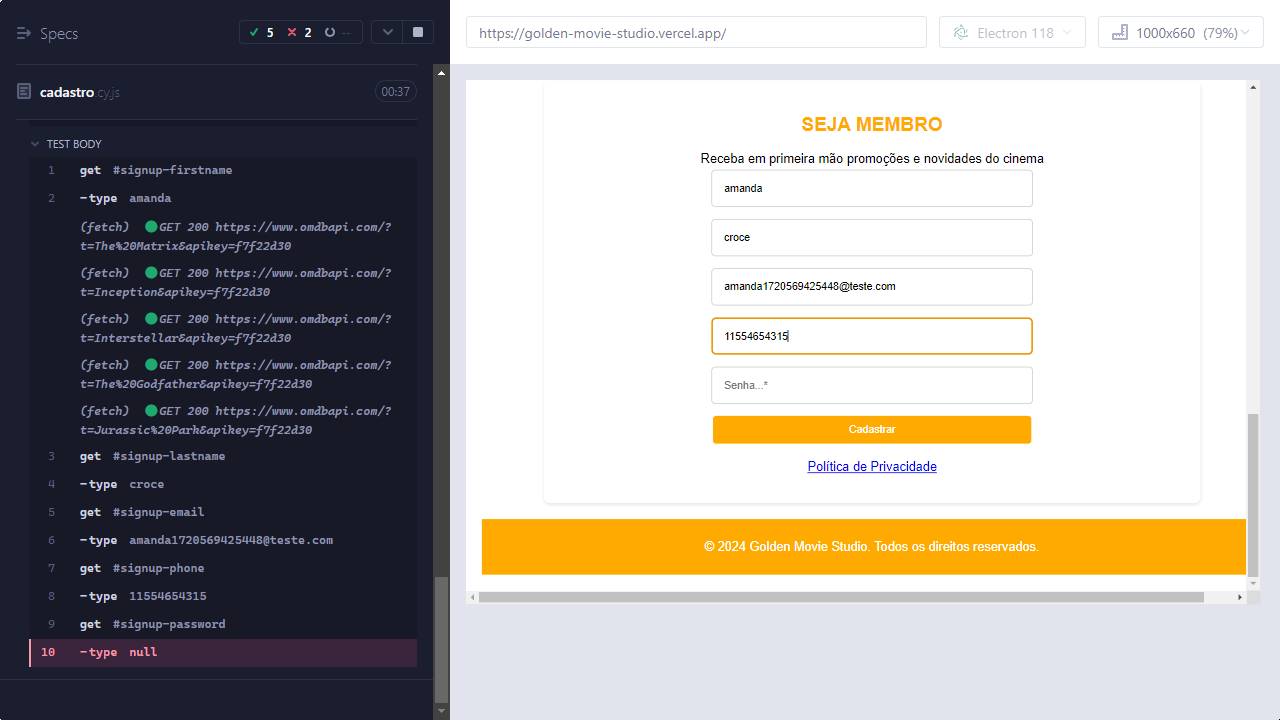 Specs
5
2
--
cadastro.cy.js
00:37
TEST BODY
1 get #signup-firstname
2 -type amanda
(fetch) GET 200 https://www.omdbapi.com/?
t=The%20Matrix&apikey=f7f22d30
(fetch) GET 200 https://www.omdbapi.com/?
t=Inception&apikey=f7f22d30
(fetch) GET 200 https://www.omdbapi.com/?
t=Interstellar&apikey=f7f22d30
(fetch) GET 200 https://www.omdbapi.com/?
t=The%20Godfather&apikey=f7f22d30
(fetch) GET 200 https://www.omdbapi.com/?
t=Jurassic%20Park&apikey=f7f22d30
3 get #signup-lastname
4 -type croce
5 get #signup-email
6 -type amanda1720569425448@teste.com
7 get #signup-phone
8 -type 11554654315
9 get #signup-password
10 -type null
https://golden-movie-studio.vercel.app/
Electron 118
1000x660 (79%)
SEJA MEMBRO
Receba em primeira mão promoções e novidades do cinema
amanda
croce
amanda1720569425448@teste.com
11554654315
Senha...*
Cadastrar
Política de Privacidade
© 2024 Golden Movie Studio. Todos os direitos reservados.